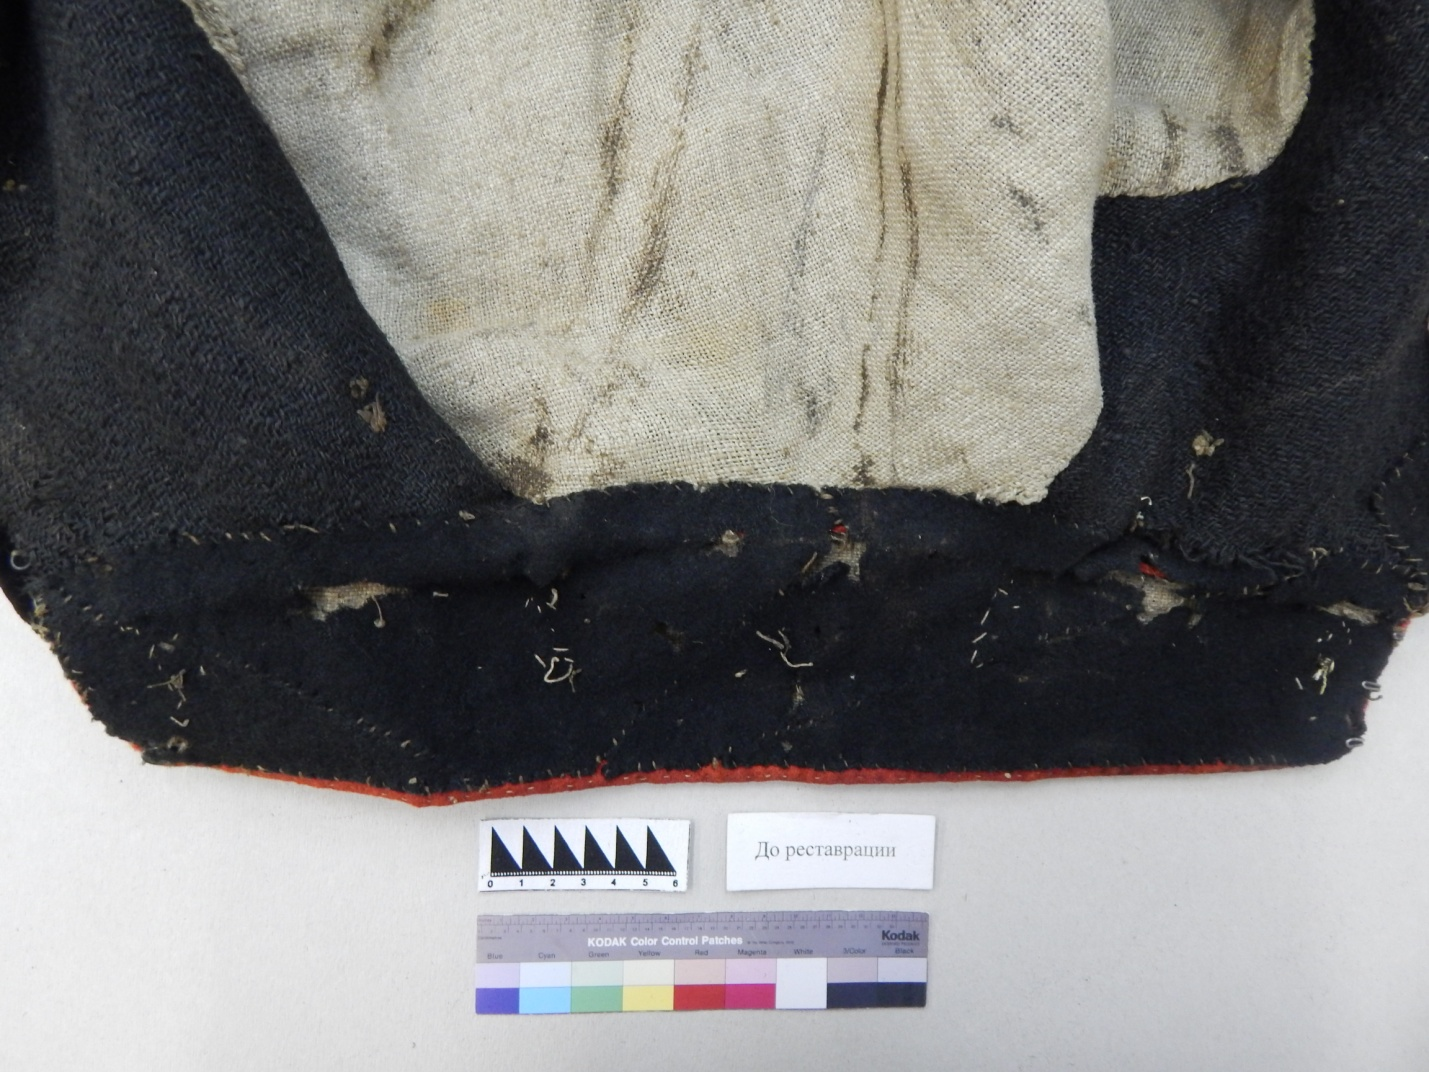 До реставрации
0 1 2 3 4 5 6
KODAK Color Control Patches
Kodak
Blue Cyan Green Yellow Red Magenta White 3/Color Black